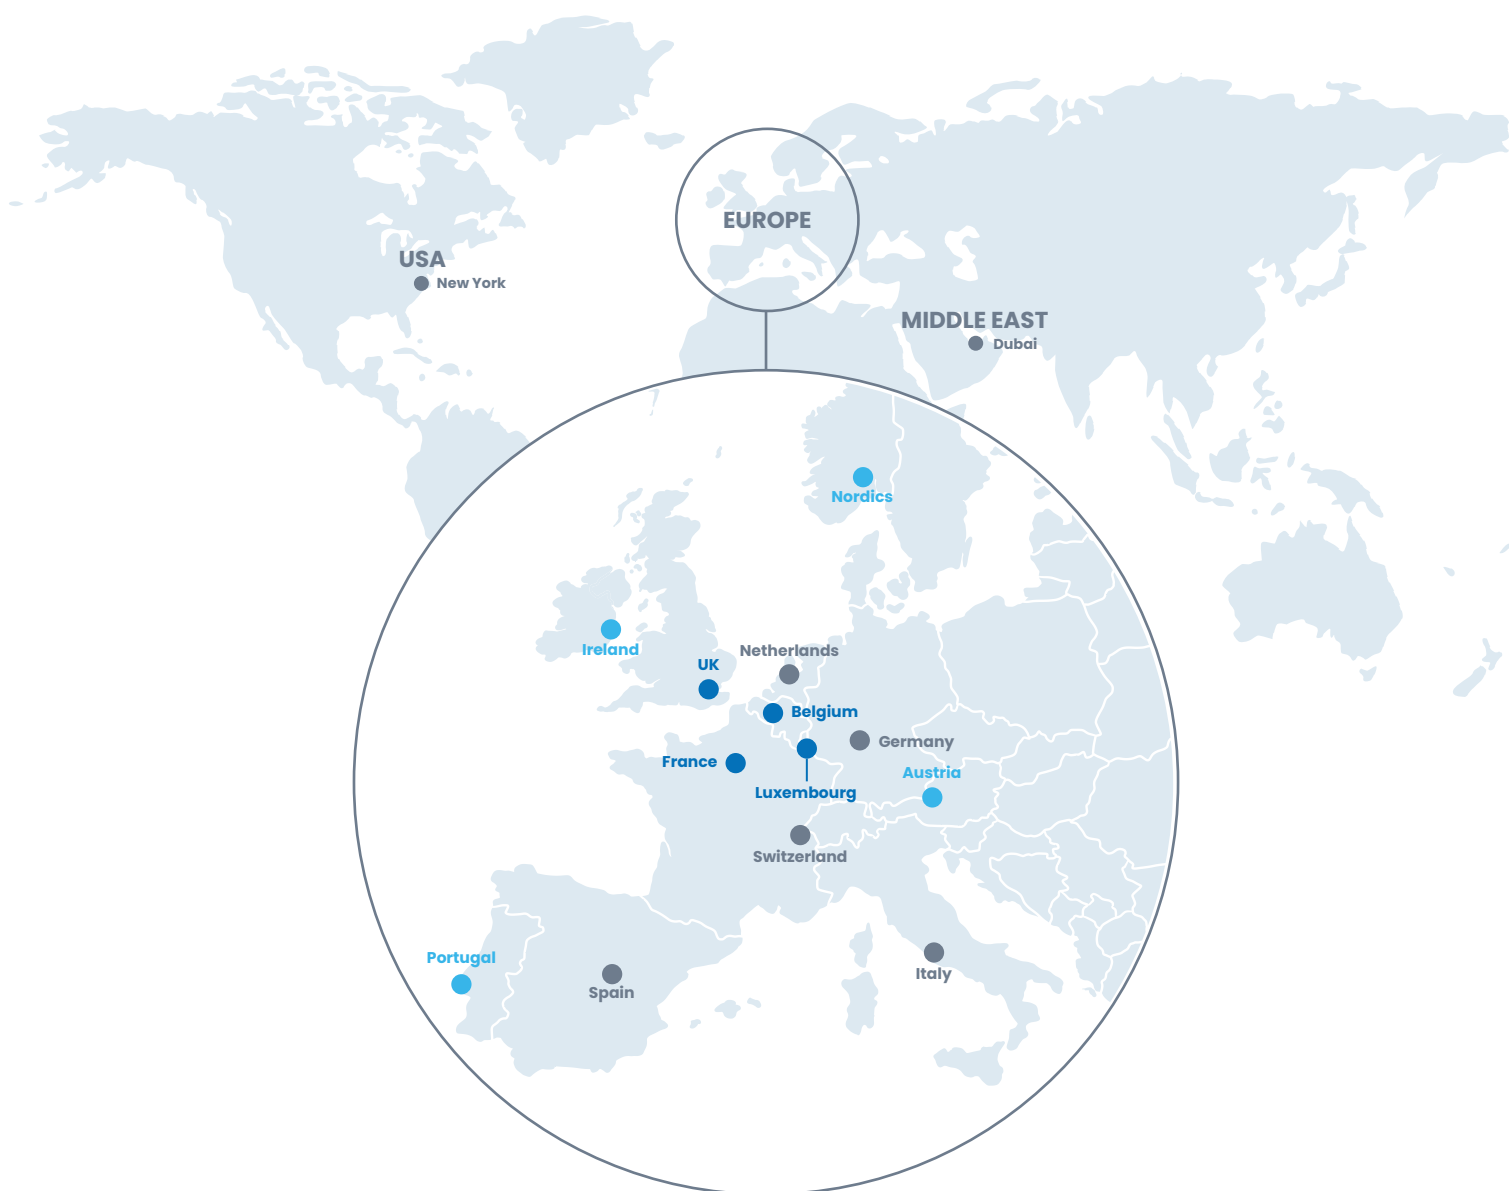 EUROPE
USA
New York
MIDDLE EAST
Dubai
Nordics
Ireland
Netherlands
UK
Belgium
Germany
France
Austria
Luxembourg
Switzerland
Portugal
Italy
Spain